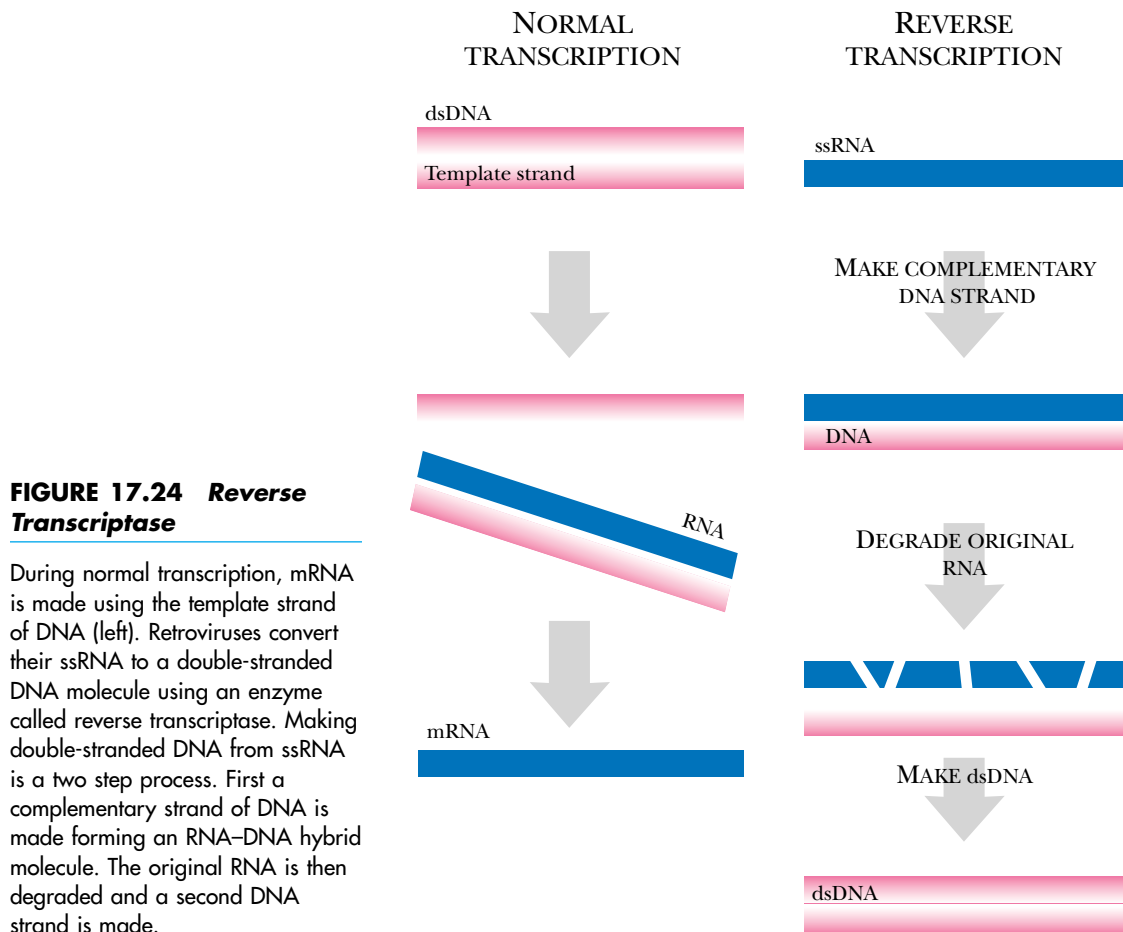 NORMAL
TRANSCRIPTION
dsDNA
Template strand
RNA
mRNA
REVERSE
TRANSCRIPTION
ssRNA
MAKE COMPLEMENTARY
DNA STRAND
DNA
DEGRADE ORIGINAL
RNA
MAKE dsDNA
dsDNA
FIGURE 17.24 Reverse
Transcriptase
During normal transcription, mRNA
is made using the template strand
of DNA (left). Retroviruses convert
their ssRNA to a double-stranded
DNA molecule using an enzyme
called reverse transcriptase. Making
double-stranded DNA from ssRNA
is a two step process. First a
complementary strand of DNA is
made forming an RNA–DNA hybrid
molecule. The original RNA is then
degraded and a second DNA
strand is made.